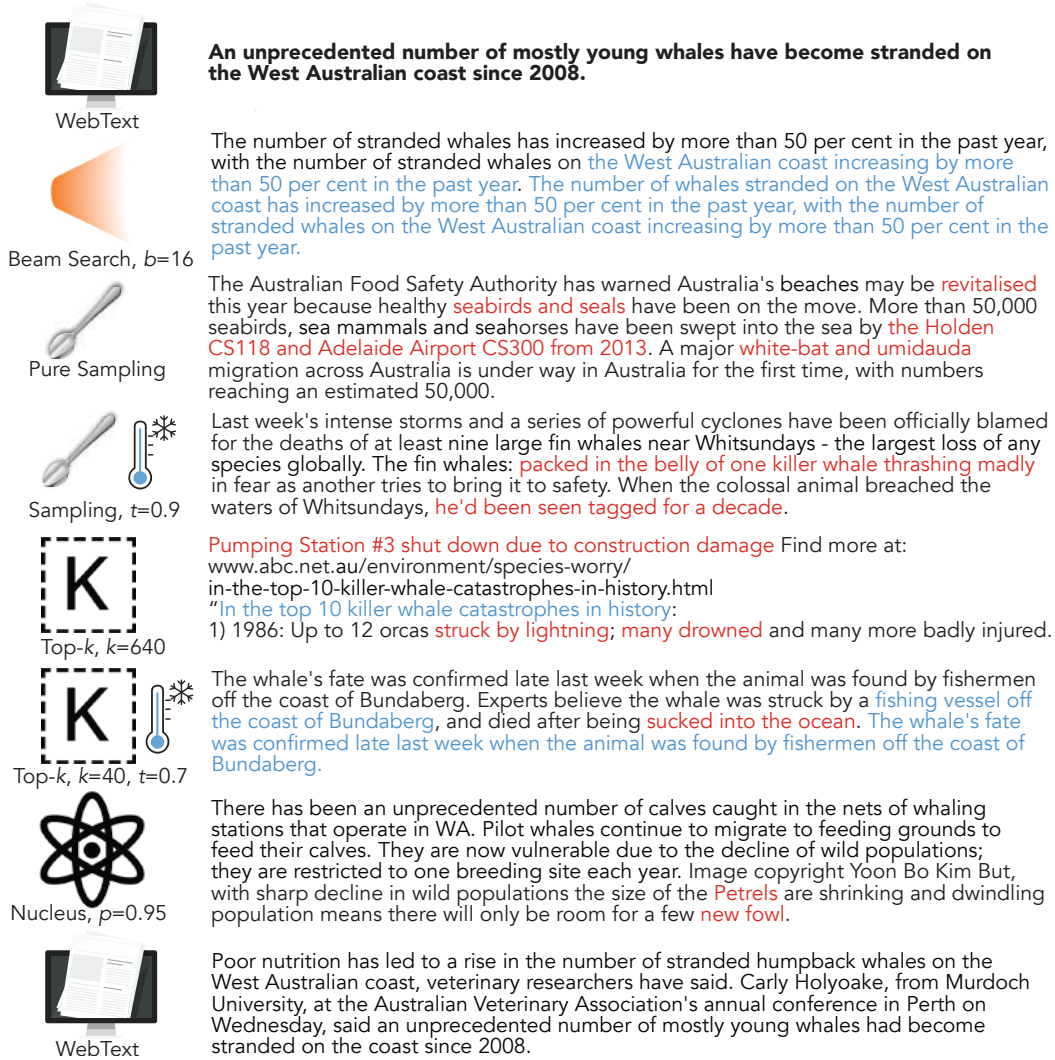 An unprecedented number of mostly young whales have become stranded on
the West Australian coast since 2008.
WebText
The number of stranded whales has increased by more than 50 per cent in the past year,
with the number of stranded whales on the West Australian coast increasing by more
than 50 per cent in the past year. The number of whales stranded on the West Australian
coast has increased by more than 50 per cent in the past year, with the number of
stranded whales on the West Australian coast increasing by more than 50 per cent in the
past year.
Beam Search, b=16
The Australian Food Safety Authority has warned Australia's beaches may be revitalised
this year because healthy seabirds and seals have been on the move. More than 50,000
seabirds, sea mammals and seahorses have been swept into the sea by the Holden
CS118 and Adelaide Airport CS300 from 2013. A major white-bat and umidauda
migration across Australia is under way in Australia for the first time, with numbers
reaching an estimated 50,000.
Pure Sampling
Last week's intense storms and a series of powerful cyclones have been officially blamed
for the deaths of at least nine large fin whales near Whitsundays - the largest loss of any
species globally. The fin whales: packed in the belly of one killer whale thrashing madly
in fear as another tries to bring it to safety. When the colossal animal breached the
waters of Whitsundays, he'd been seen tagged for a decade.
Sampling, t=0.9
Pumping Station #3 shut down due to construction damage Find more at:
www.abc.net.au/environment/species-worry/
in-the-top-10-killer-whale-catastrophes-in-history.html
“In the top 10 killer whale catastrophes in history:
1) 1986: Up to 12 orcas struck by lightning; many drowned and many more badly injured.
K
Top-k, k=640
The whale's fate was confirmed late last week when the animal was found by fishermen
off the coast of Bundaberg. Experts believe the whale was struck by a fishing vessel off
the coast of Bundaberg, and died after being sucked into the ocean. The whale's fate
was confirmed late last week when the animal was found by fishermen off the coast of
Bundaberg.
K
Top-k, k=40, t=0.7
There has been an unprecedented number of calves caught in the nets of whaling
stations that operate in WA. Pilot whales continue to migrate to feeding grounds to
feed their calves. They are now vulnerable due to the decline of wild populations;
they are restricted to one breeding site each year. Image copyright Yoon Bo Kim But,
with sharp decline in wild populations the size of the Petrels are shrinking and dwindling
population means there will only be room for a few new fowl.
Nucleus, p=0.95
Poor nutrition has led to a rise in the number of stranded humpback whales on the
West Australian coast, veterinary researchers have said. Carly Holyoake, from Murdoch
University, at the Australian Veterinary Association's annual conference in Perth on
Wednesday, said an unprecedented number of mostly young whales had become
stranded on the coast since 2008.
WebText